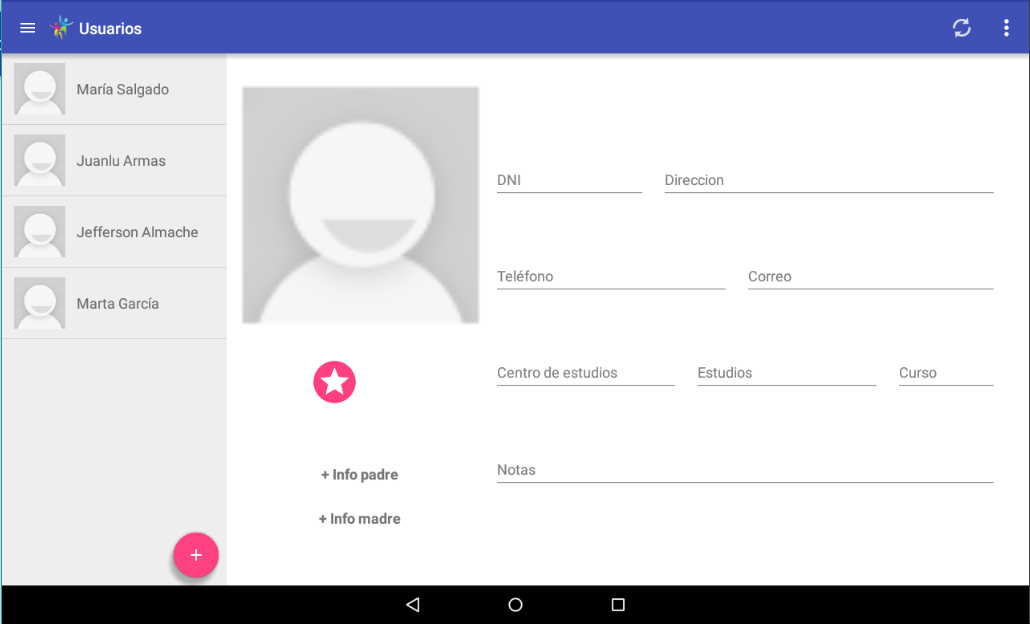 Usuarios
María Salgado
Juanlu Armas
Jefferson Almache
Marta García
DNI
Direccion
Teléfono
Correo
Centro de estudios
Estudios
Curso
+ Info padre
Notas
+ Info madre
+